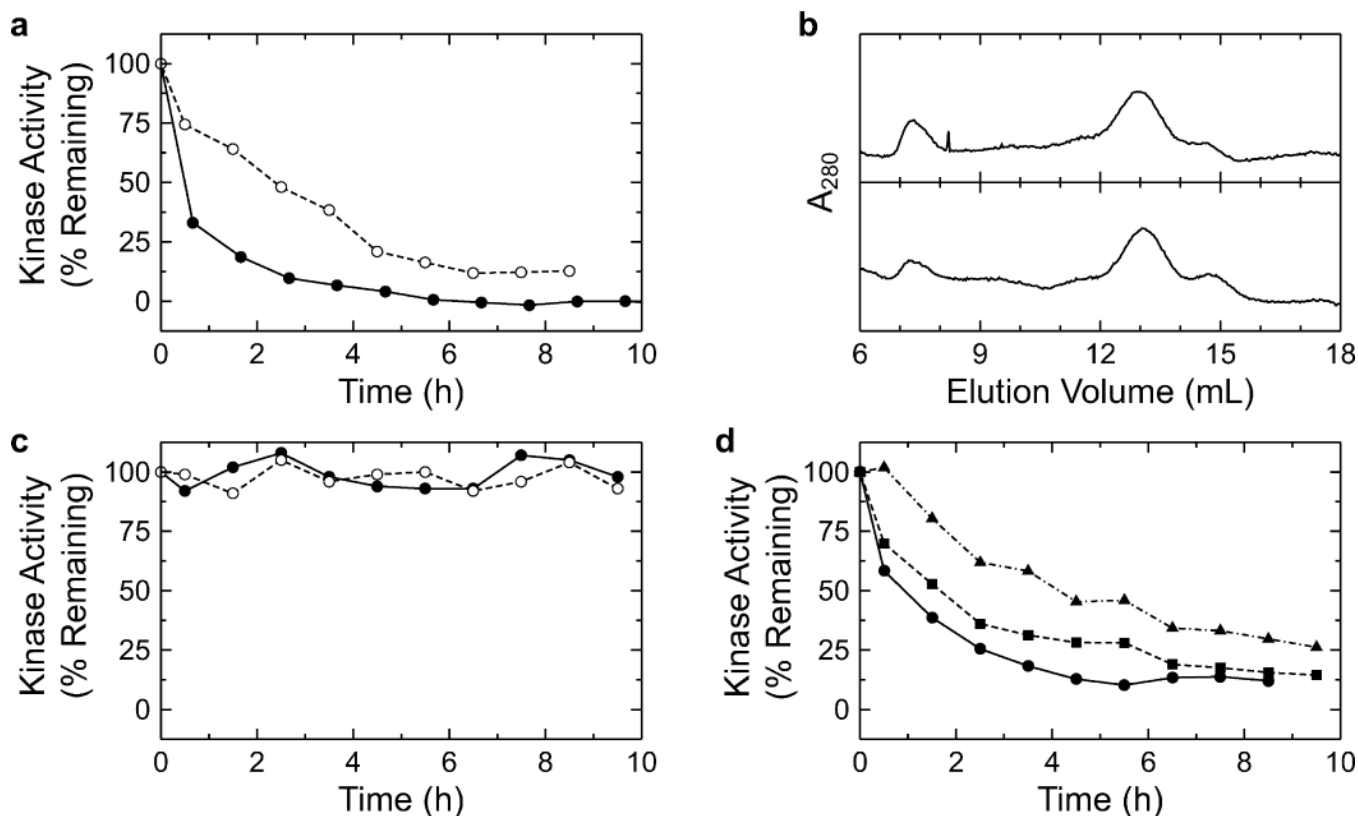 a
Kinase Activity
(% Remaining)
100
75
50
25
0
0 2 4 6 8 10
Time (h)
b
A280
6 9 12 15 18
Elution Volume (mL)
c
Kinase Activity
(% Remaining)
100
75
50
25
0
0 2 4 6 8 10
Time (h)
d
Kinase Activity
(% Remaining)
100
75
50
25
0
0 2 4 6 8 10
Time (h)